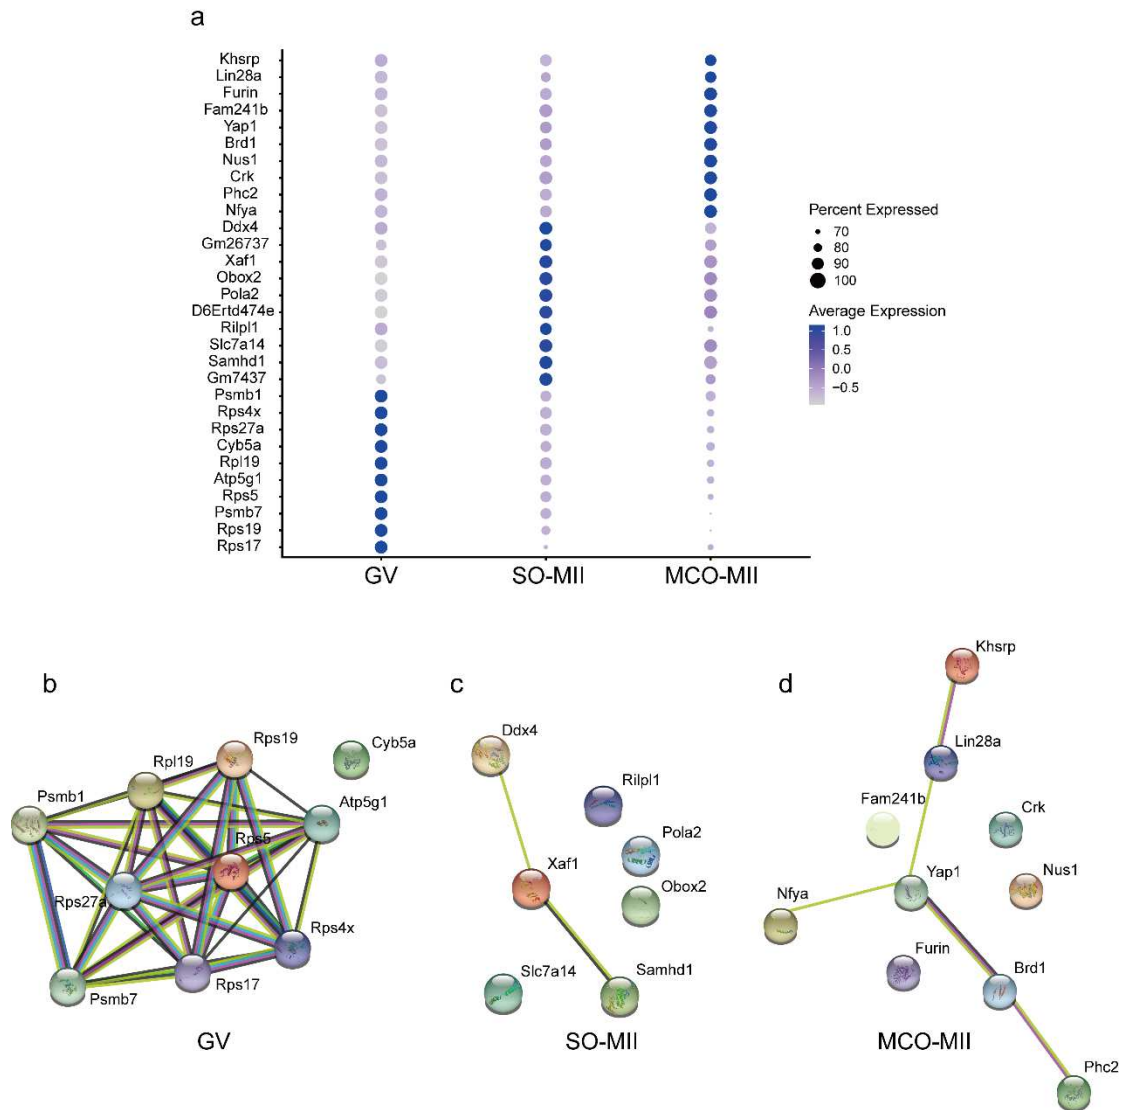 a
Khsrp
Lin28a
Furin
Fam241b
Yap1
Brd1
Nus1
Crk
Phc2
Nfya
Ddx4
Gm26737
Xaf1
Obox2
Pola2
D6Ertd474e
Rilpl1
Slc7a14
Samhd1
Gm7437
Psmb1
Rps4x
Rps27a
Cyb5a
Rpl19
Atp5g1
Rps5
Psmb7
Rps19
Rps17
GV SO-MII MCO-MII
Percent Expressed
70
80
90
100
Average Expression
1.0
0.5
0.0
−0.5
b
Rps19
Cyb5a
Rpl19
Psmb1
Atp5g1
Rps5
Rps27a
Rps4x
Psmb7
Rps17
GV
c
Ddx4
Rilpl1
Pola2
Xaf1
Obox2
Slc7a14
Samhd1
SO-MII
d
Khsrp
Lin28a
Fam241b
Crk
Yap1
Nus1
Nfya
Furin
Brd1
Phc2
MCO-MII